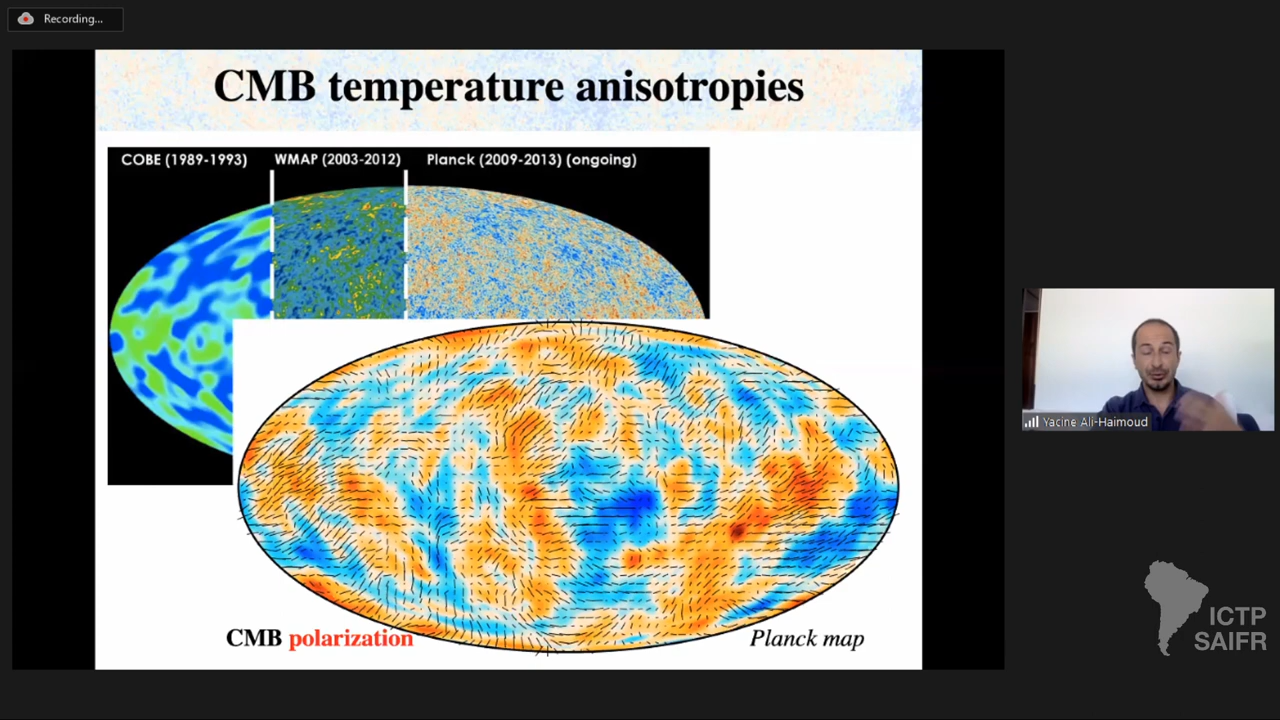 Recording...
CMB temperature anisotropies
COBE (1989-1993) WMAP (2003-2012) Planck (2009-2013) (ongoing)
CMB polarization
Planck map
Yacine Ali-Haimoud
ICTP
SAIFR